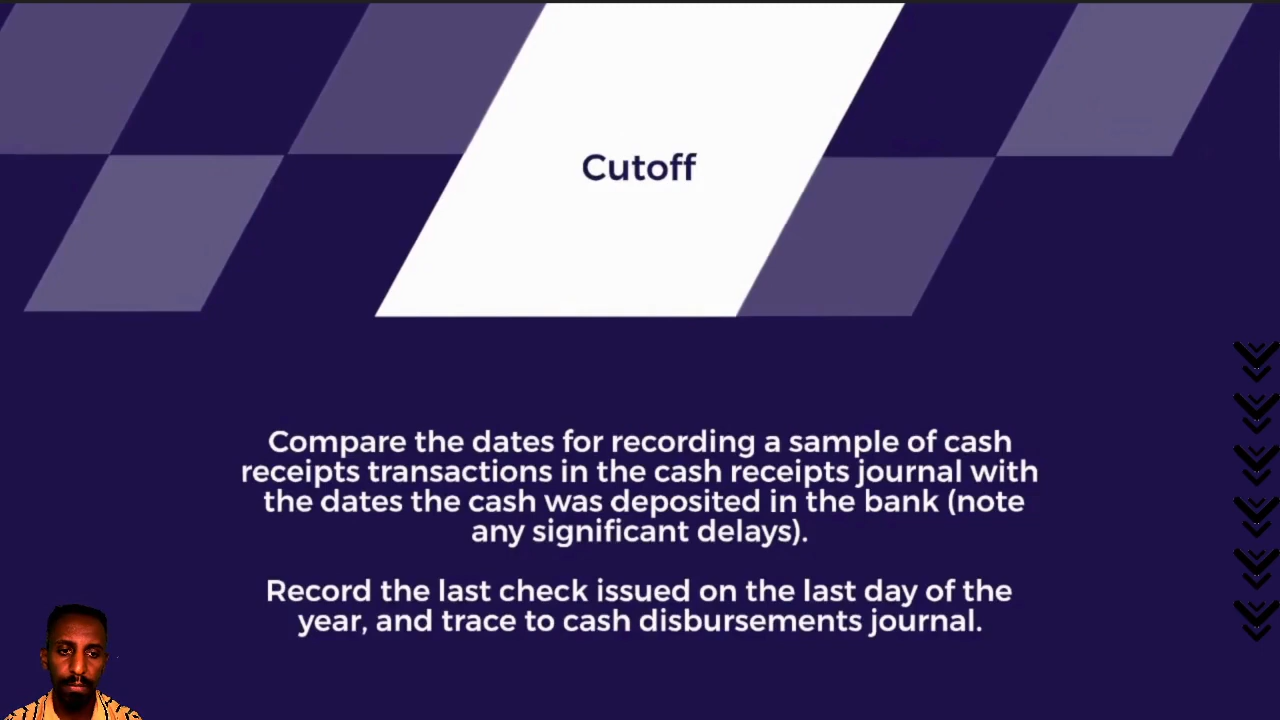 Cutoff
Compare the dates for recording a sample of cash
receipts transactions in the cash receipts journal with
the dates the cash was deposited in the bank (note
any significant delays).
Record the last check issued on the last day of the
year, and trace to cash disbursements journal.